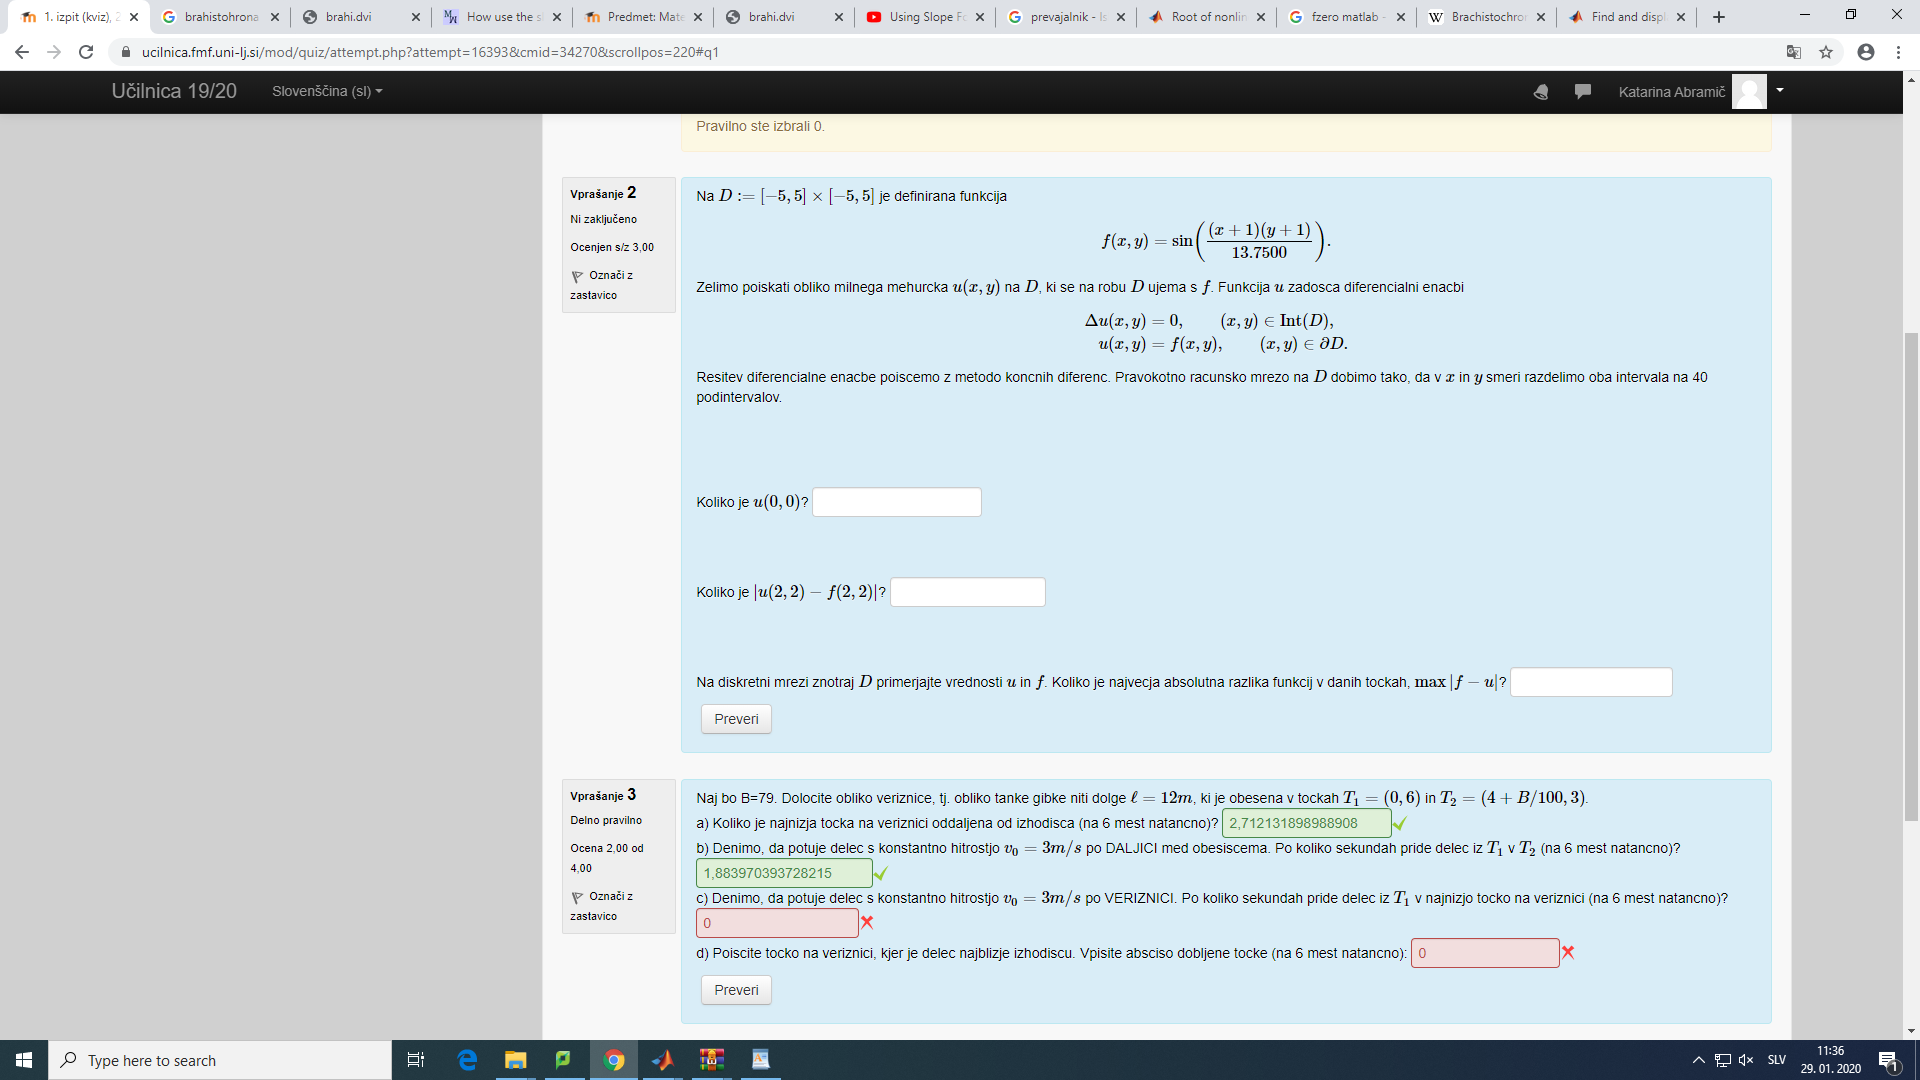 1. izpit (kviz), 2
brahistohrona
brahi.dvi
How use the s
Predmet: Mate
brahi.dvi
Using Slope Fo
prevajalnik - Is
Root of nonlin
fzero matlab -
Brachistochron
Find and displ
ucilnica.fmf.uni-lj.si/mod/quiz/attempt.php?attempt=16393&cmid=34270&scrollpos=220#q1
Učilnica 19/20
Slovenščina (sl)
Katarina Abramič
Pravilno ste izbrali 0.
Vprašanje 2
Ni zaključeno
Ocenjen s/z 3,00
Označi z
zastavico
Na D := [−5, 5] × [−5, 5] je definirana funkcija
f(x, y) = sin((x + 1)(y + 1) / 13.7500).
Zelimo poiskati obliko milnega mehurcka u(x, y) na D, ki se na robu D ujema s f. Funkcija u zadosca diferencialni enacbi
Δu(x, y) = 0, (x, y) ∈ Int(D),
u(x, y) = f(x, y), (x, y) ∈ ∂D.
Resitev diferencialne enacbe poiscemo z metodo koncnih diferenc. Pravokotno racunsko mrezo na D dobimo tako, da v x in y smeri razdelimo oba intervala na 40
podintervalov.
Koliko je u(0, 0)?
Koliko je |u(2, 2) − f(2, 2)|?
Na diskretni mrezi znotraj D primerjajte vrednosti u in f. Koliko je najvecja absolutna razlika funkcij v danih tockah, max |f − u|?
Preveri
Vprašanje 3
Delno pravilno
Ocena 2,00 od
4,00
Označi z
zastavico
Naj bo B=79. Dolocite obliko veriznice, tj. obliko tanke gibke niti dolge ℓ = 12m, ki je obesena v tockah T₁ = (0, 6) in T₂ = (4 + B/100, 3).
a) Koliko je najnizja tocka na veriznici oddaljena od izhodisca (na 6 mest natancno)? 2,712131898988908
b) Denimo, da potuje delec s konstantno hitrostjo v₀ = 3m/s po DALJICI med obesiscema. Po koliko sekundah pride delec iz T₁ v T₂ (na 6 mest natancno)?
1,883970393728215
c) Denimo, da potuje delec s konstantno hitrostjo v₀ = 3m/s po VERIZNICI. Po koliko sekundah pride delec iz T₁ v najnizjo tocko na veriznici (na 6 mest natancno)?
0
d) Poiscite tocko na veriznici, kjer je delec najblizje izhodiscu. Vpisite absciso dobljene tocke (na 6 mest natancno): 0
Preveri
Type here to search
SLV
11:36
29. 01. 2020
1